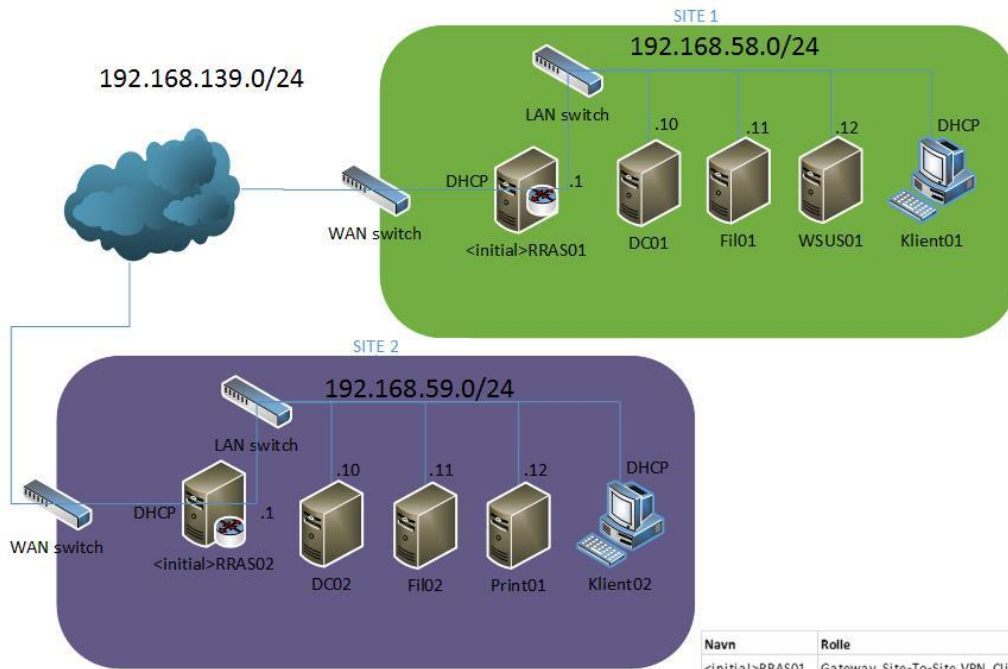 SITE 1
192.168.58.0/24
192.168.139.0/24
LAN switch
.10
.11
.12
DHCP
DHCP
.1
WAN switch
<initial>RRAS01
DC01
Fil01
WSUS01
Klient01
SITE 2
192.168.59.0/24
LAN switch
.10
.11
.12
DHCP
DHCP
.1
WAN switch
<initial>RRAS02
DC02
Fil02
Print01
Klient02
Navn Rolle